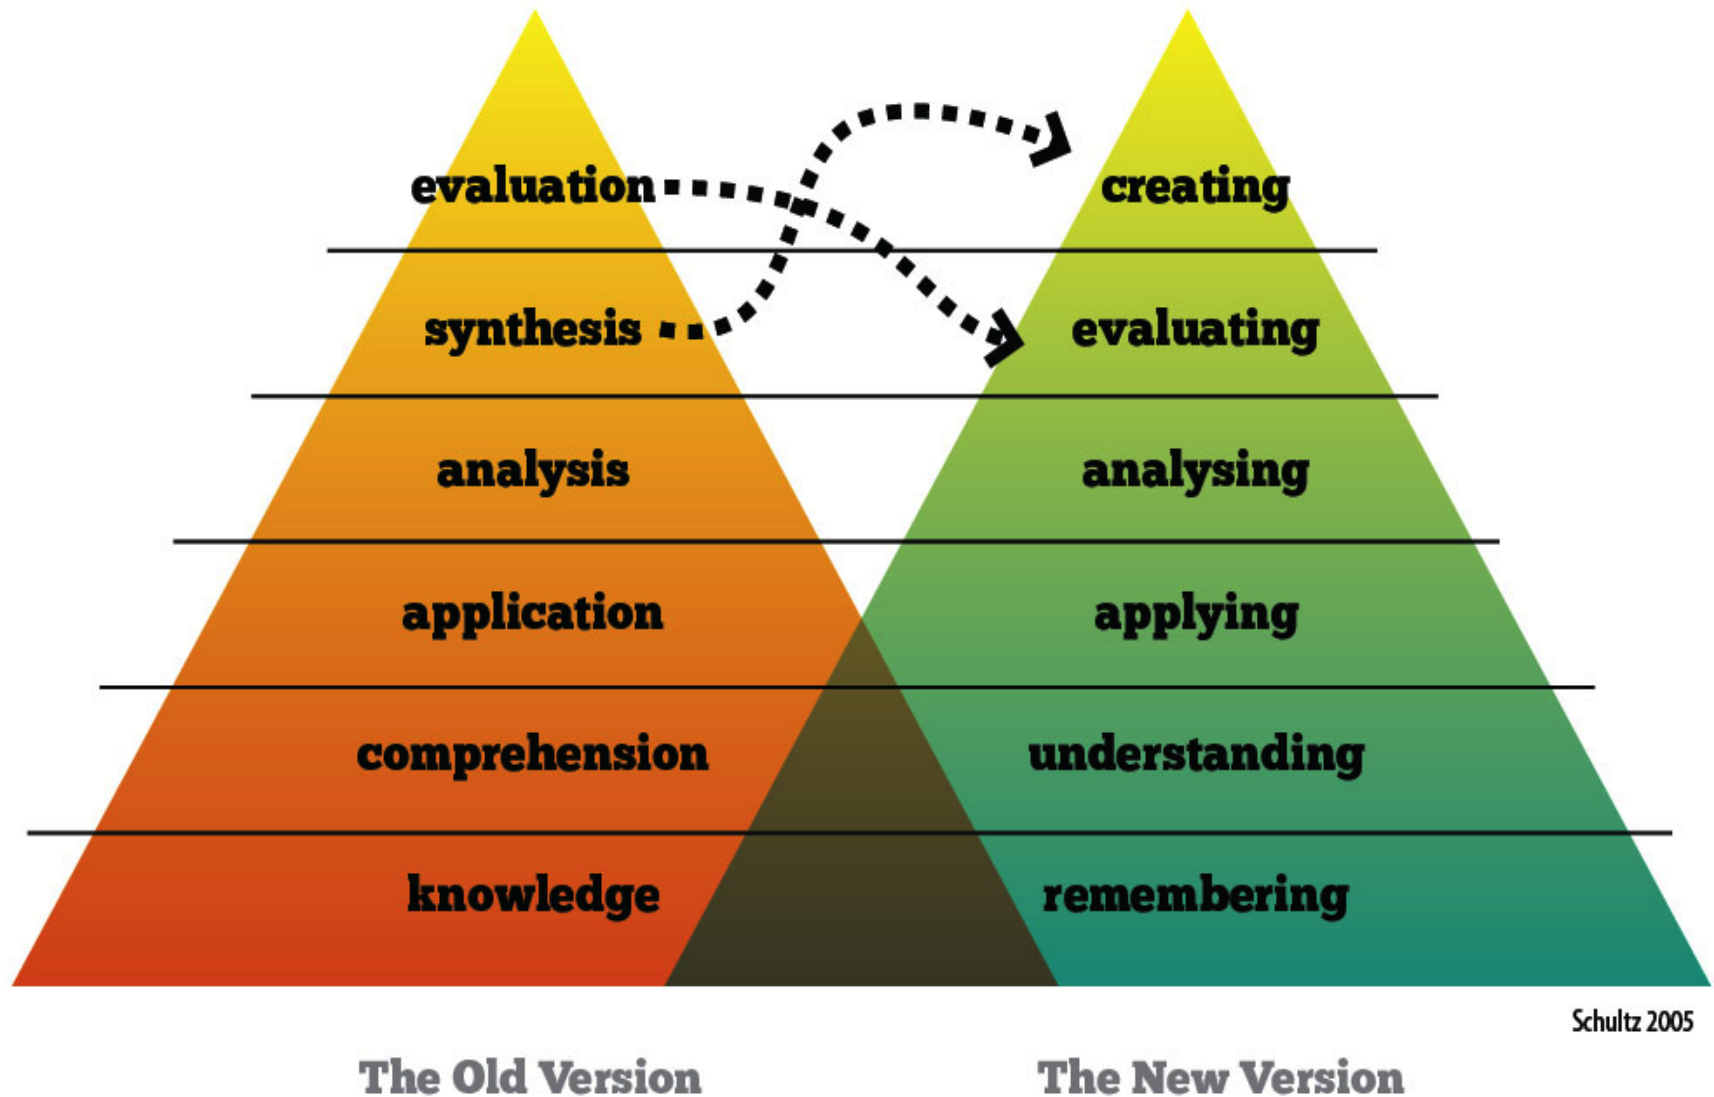 evaluation
creating
synthesis
evaluating
analysis
analysing
application
applying
comprehension
understanding
knowledge
remembering
Schultz 2005
The Old Version
The New Version